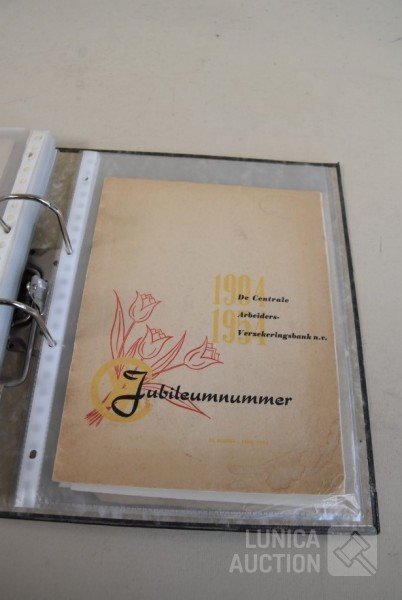 1904
De Centrale
Arbeiders-
1954
Verzekeringsbank n.v.
Jubileumnummer
LUNICA
AUCTION